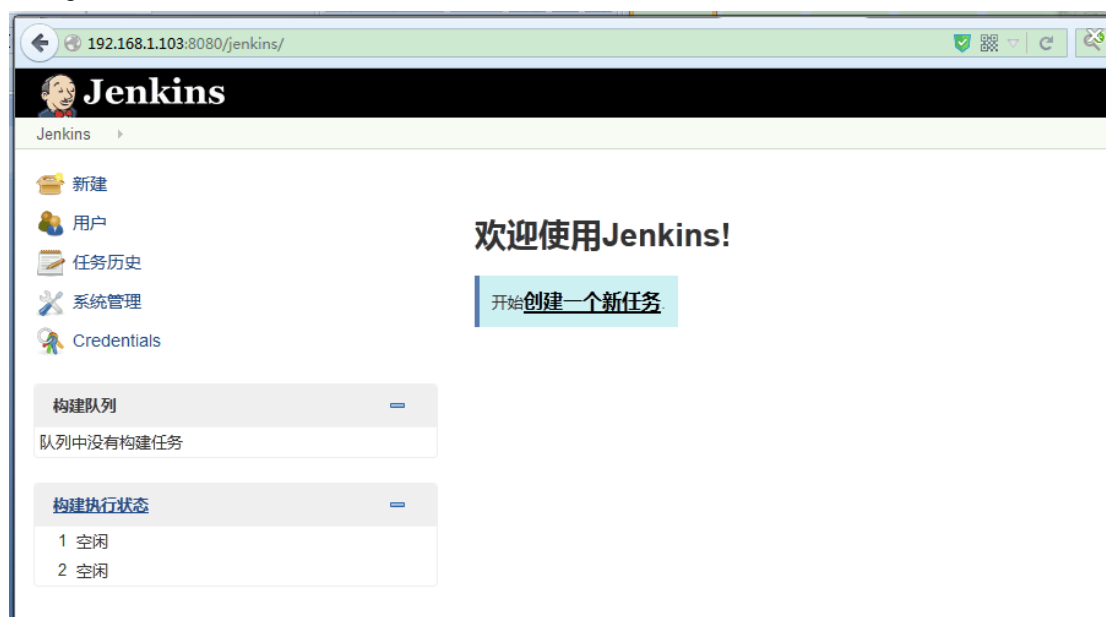 192.168.1.103:8080/jenkins/
Jenkins
Jenkins
新建
用户
任务历史
系统管理
Credentials
构建队列
队列中没有构建任务
构建执行状态
1 空闲
2 空闲
欢迎使用Jenkins!
开始创建一个新任务.